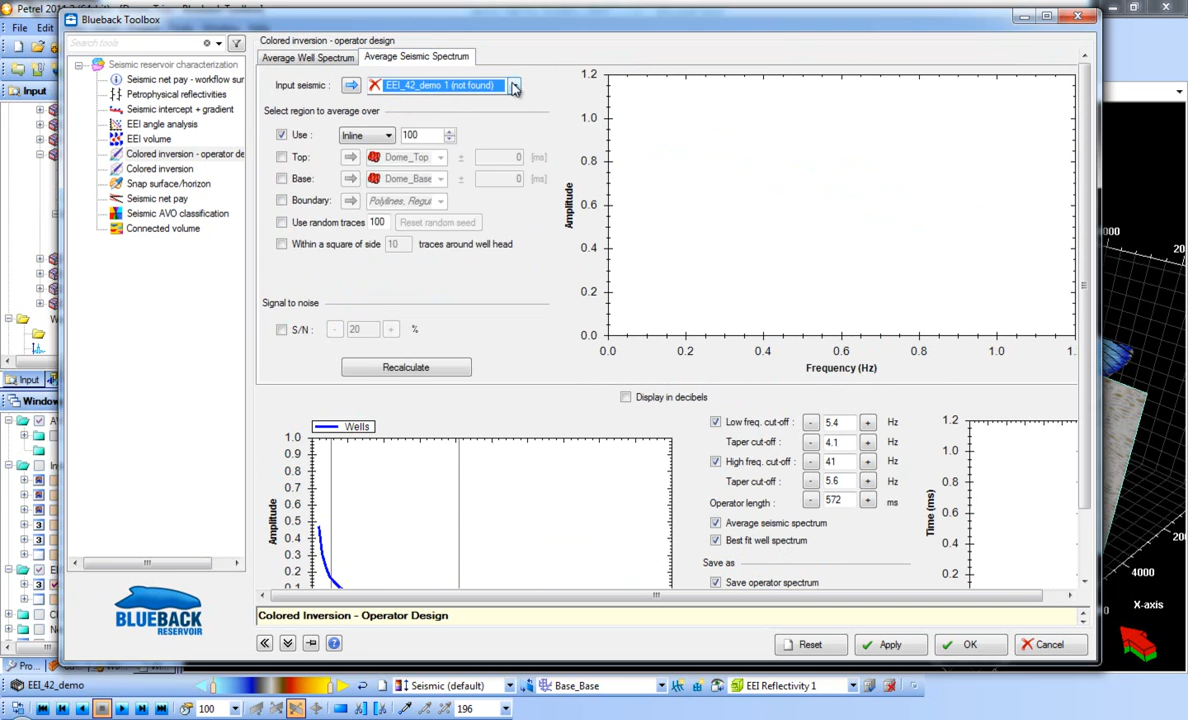 Blueback Toolbox
File Edit
Search tools
Input
Seismic reservoir characterization
Seismic net pay - workflow sur
Petrophysical reflectivities
Seismic intercept + gradient
EEI angle analysis
EEI volume
Colored inversion - operator de
Colored inversion
Snap surface/horizon
Seismic net pay
Seismic AVO classification
Connected volume
BLUEBACK
RESERVOIR
Colored inversion - operator design
Average Well Spectrum Average Seismic Spectrum
Input seismic : EEI_42_demo 1 (not found)
Select region to average over
Use : Inline 100
Top: Dome_Top ± 0 [ms]
Base: Dome_Base ± 0 [ms]
Boundary: Polylines, Regul
Use random traces 100 Reset random seed
Within a square of side 10 traces around well head
Signal to noise
S/N : - 20 + %
Recalculate
1.2
1.0
0.8
0.6
0.4
0.2
0.0
Amplitude
0.0 0.2 0.4 0.6 0.8 1.0 1.
Frequency (Hz)
Display in decibels
Wells
1.0
0.9
0.8
0.7
0.6
0.5
0.4
0.3
0.2
0.1
Amplitude
Low freq. cut-off : - 5.4 + Hz
Taper cut-off : - 4.1 + Hz
High freq. cut-off : - 41 + Hz
Taper cut-off : - 5.6 + Hz
Operator length : - 572 + ms
Average seismic spectrum
Best fit well spectrum
Save as
Save operator spectrum
1.2
1.0
0.8
0.6
0.4
0.2
Time (ms)
Colored Inversion - Operator Design
Reset Apply OK Cancel
Input
Window
4000
X-axis
EEI_42_demo Seismic (default) Base_Base EEI Reflectivity 1
100 196